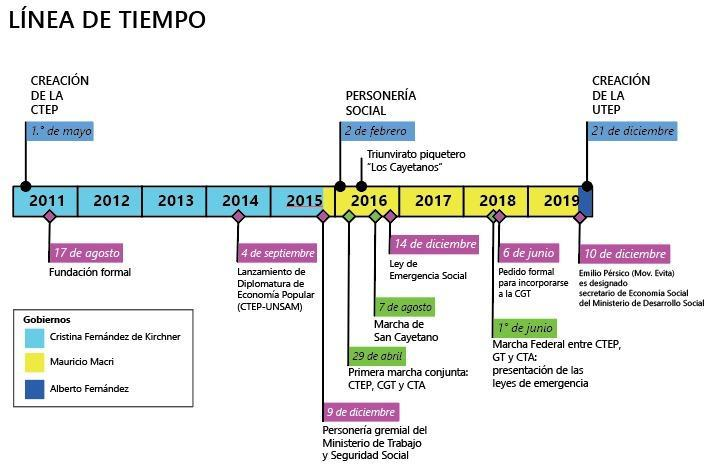 LÍNEA DE TIEMPO
CREACIÓN
DE LA
CTEP
1.° de mayo
PERSONERÍA
SOCIAL
2 de febrero
Triunvirato piquetero
“Los Cayetanos”
CREACIÓN
DE LA
UTEP
21 de diciembre
2011 2012 2013 2014 2015 2016 2017 2018 2019
17 de agosto
Fundación formal
4 de septiembre
Lanzamiento de
Diplomatura de
Economía Popular
(CTEP-UNSAM)
14 de diciembre
Ley de
Emergencia Social
6 de junio
Pedido formal
para incorporarse
a la CGT
10 de diciembre
Emilio Pérsico (Mov. Evita)
es designado
secretario de Economía Social
del Ministerio de Desarrollo Social
7 de agosto
Marcha de
San Cayetano
1° de junio
Marcha Federal entre CTEP,
GT y CTA:
presentación de las
leyes de emergencia
29 de abril
Primera marcha conjunta:
CTEP, CGT y CTA
9 de diciembre
Personería gremial del
Ministerio de Trabajo
y Seguridad Social
Gobiernos
Cristina Fernández de Kirchner
Mauricio Macri
Alberto Fernández